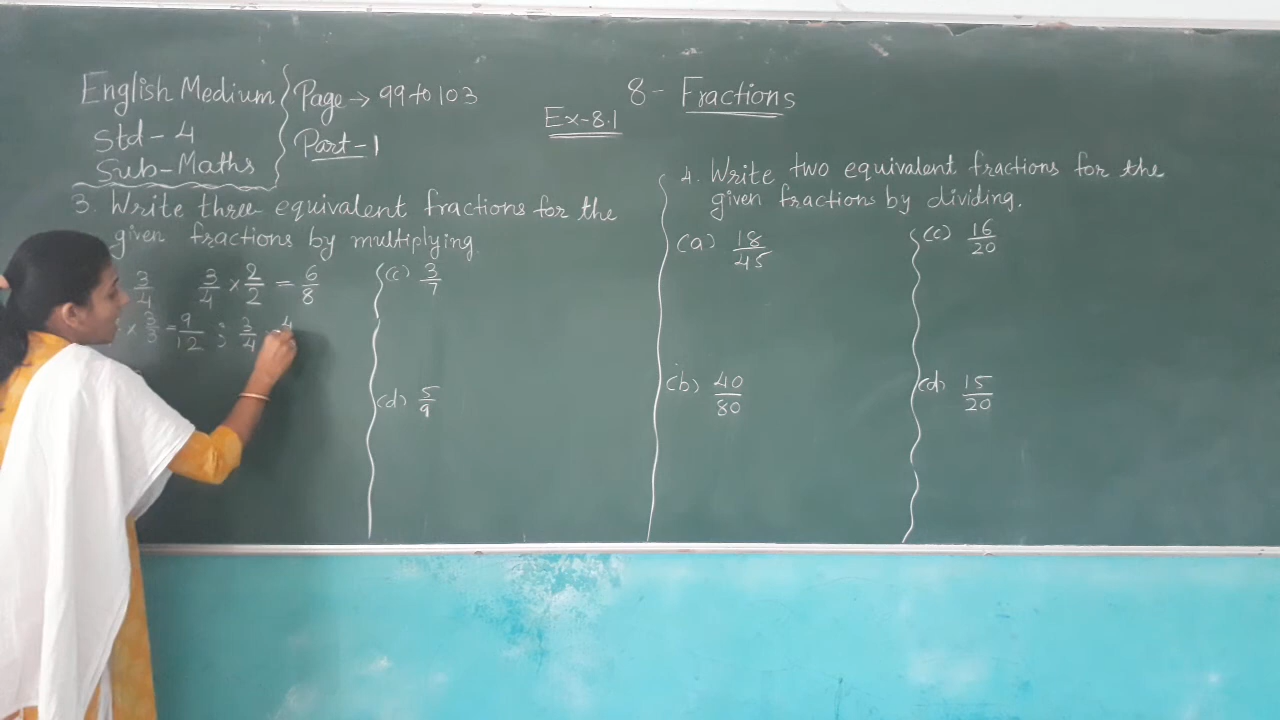 English Medium
Std - 4
Sub - Maths
Page → 99 to 103
Part - 1
8 - Fractions
Ex - 8.1
3. Write three equivalent fractions for the
given fractions by multiplying.
3/4 3/4 × 2/2 = 6/8
× 3/3 = 9/12 ; 3/4 4
(c) 3/7
(d) 5/9
4. Write two equivalent fractions for the
given fractions by dividing.
(a) 18/45
(b) 40/80
(c) 16/20
(d) 15/20